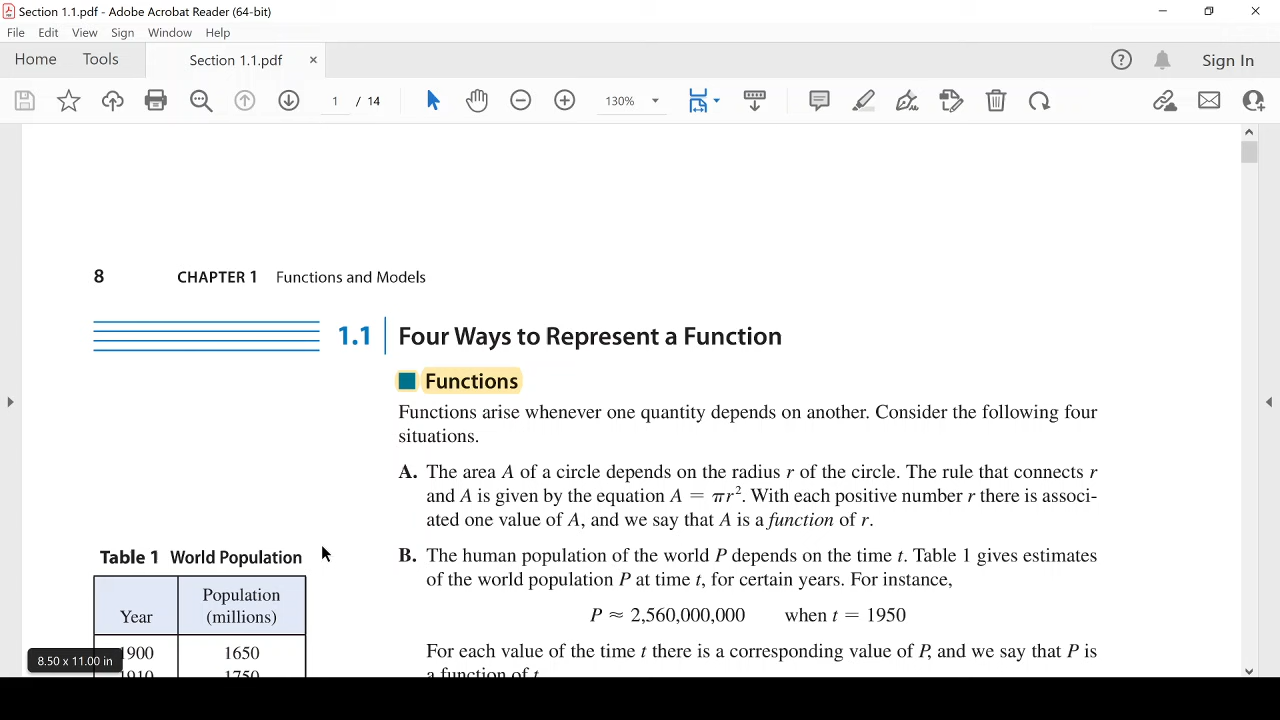 Section 1.1.pdf - Adobe Acrobat Reader (64-bit)
File Edit View Sign Window Help
Home Tools Section 1.1.pdf × Sign In
1 / 14 130%
8 CHAPTER 1 Functions and Models
1.1 Four Ways to Represent a Function
Functions
Functions arise whenever one quantity depends on another. Consider the following four
situations.
A. The area A of a circle depends on the radius r of the circle. The rule that connects r
and A is given by the equation A = πr². With each positive number r there is associ-
ated one value of A, and we say that A is a function of r.
B. The human population of the world P depends on the time t. Table 1 gives estimates
of the world population P at time t, for certain years. For instance,
P ≈ 2,560,000,000 when t = 1950
For each value of the time t there is a corresponding value of P, and we say that P is
a function of t.
Table 1 World Population
Year Population
(millions)
1900 1650
1910 1750
8.50 x 11.00 in